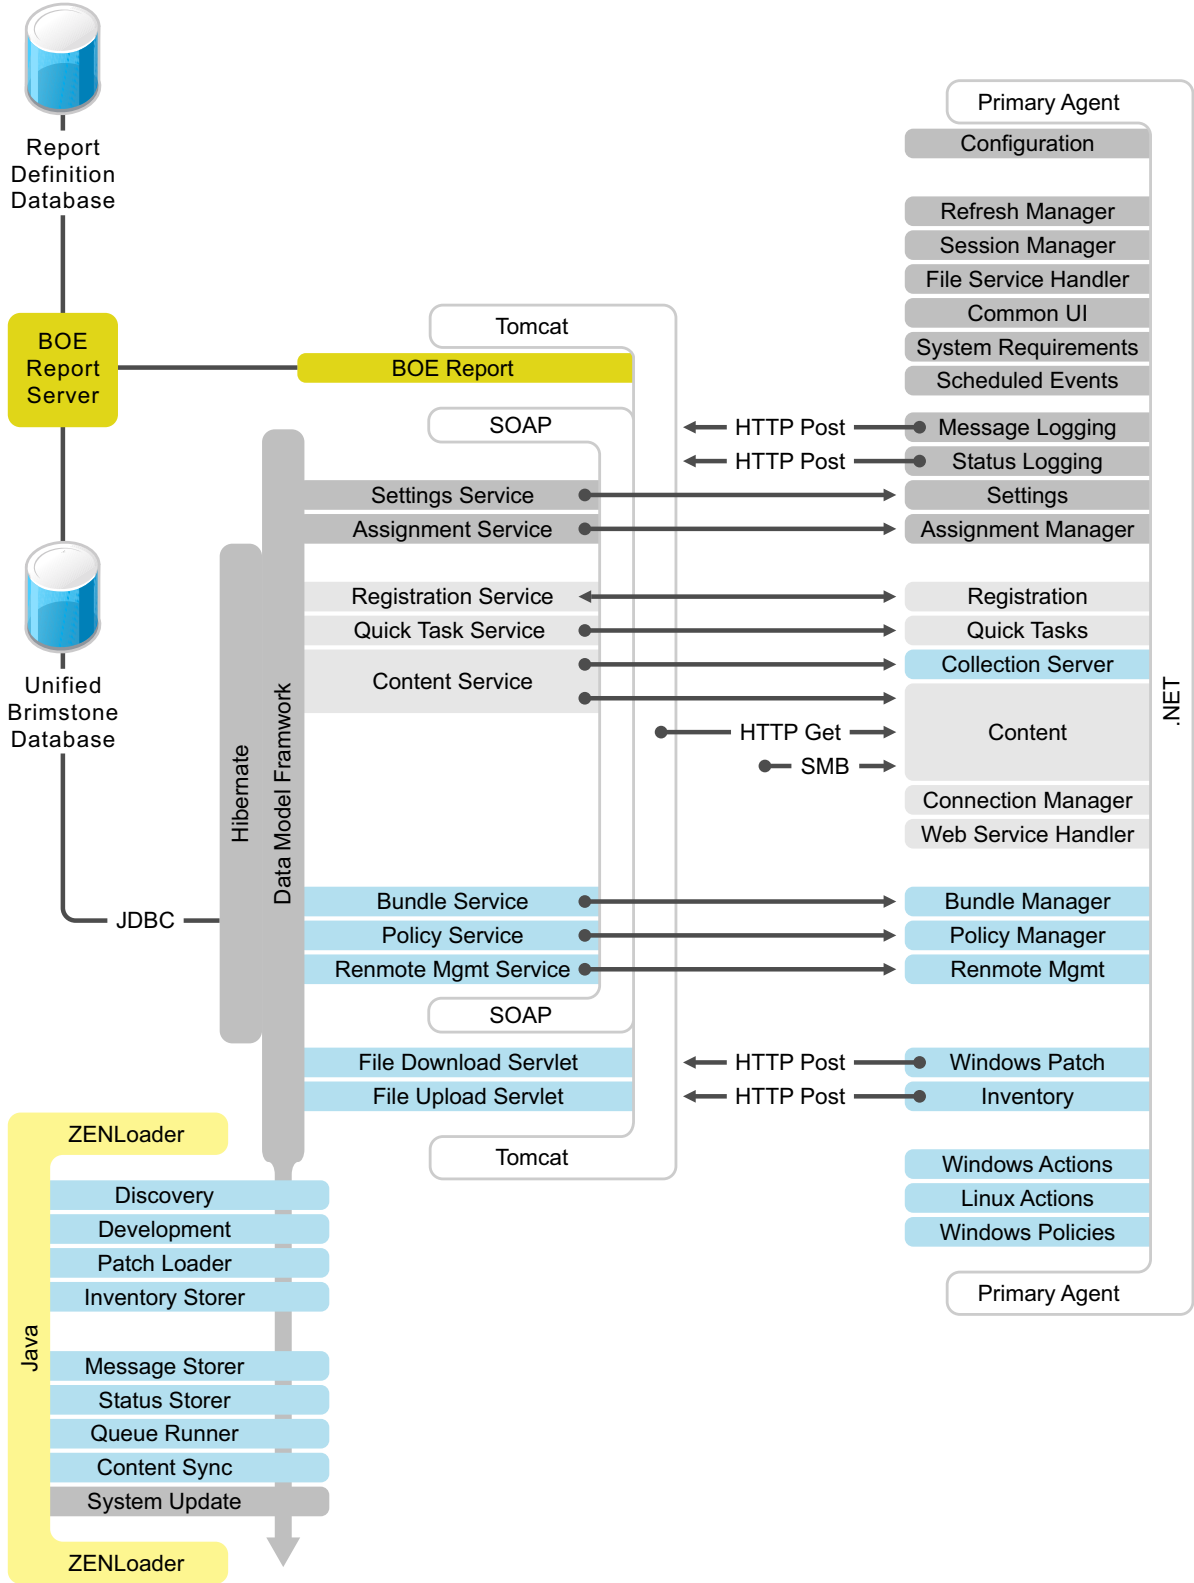 Report
Definition
Database
BOE
Report
Server
Unified
Brimstone
Database
JDBC
Hibernate
Data Model Framwork
Tomcat
BOE Report
SOAP
Settings Service
Assignment Service
Registration Service
Quick Task Service
Content Service
Bundle Service
Policy Service
Renmote Mgmt Service
SOAP
File Download Servlet
File Upload Servlet
Tomcat
HTTP Post
HTTP Post
HTTP Get
SMB
HTTP Post
HTTP Post
Primary Agent
Configuration
Refresh Manager
Session Manager
File Service Handler
Common UI
System Requirements
Scheduled Events
Message Logging
Status Logging
Settings
Assignment Manager
Registration
Quick Tasks
Collection Server
Content
Connection Manager
Web Service Handler
Bundle Manager
Policy Manager
Renmote Mgmt
Windows Patch
Inventory
Windows Actions
Linux Actions
Windows Policies
Primary Agent
.NET
ZENLoader
Discovery
Development
Patch Loader
Inventory Storer
Java
Message Storer
Status Storer
Queue Runner
Content Sync
System Update
ZENLoader